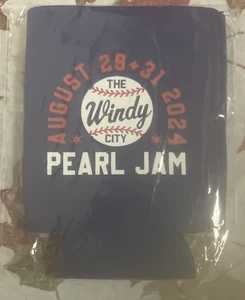 AUGUST 29+31 2024
THE
Windy
CITY
PEARL JAM